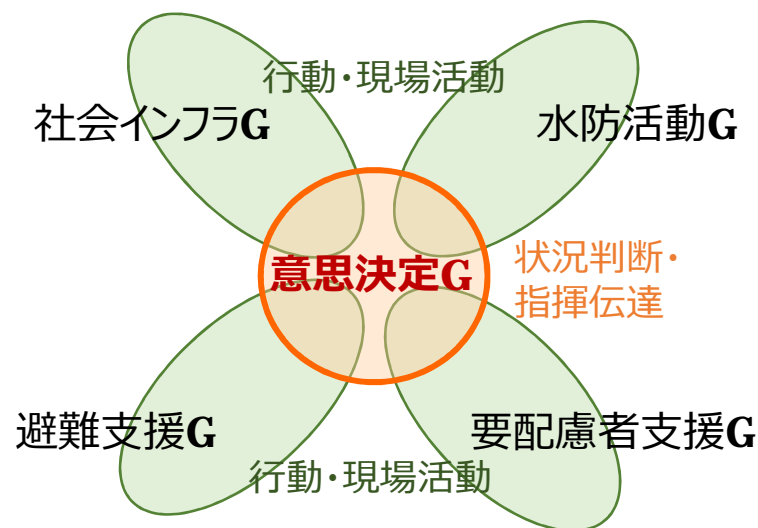 行動・現場活動
社会インフラG
水防活動G
意思決定G
状況判断・
指揮伝達
避難支援G
要配慮者支援G
行動・現場活動